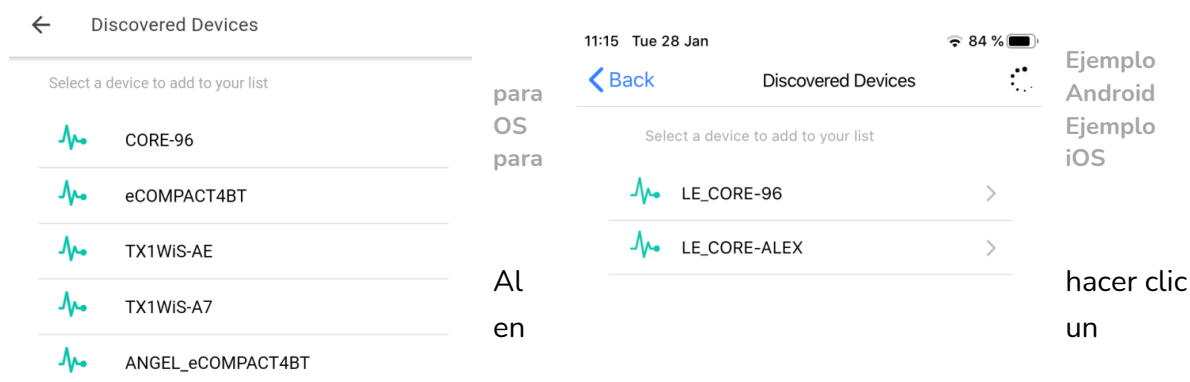 Discovered Devices
Select a device to add to your list
CORE-96
eCOMPACT4BT
TX1WiS-AE
TX1WiS-A7
ANGEL_eCOMPACT4BT
11:15 Tue 28 Jan 84 %
Back Discovered Devices
Select a device to add to your list
LE_CORE-96
LE_CORE-ALEX
Ejemplo
para Android
OS Ejemplo
para iOS
Al hacer clic
en un